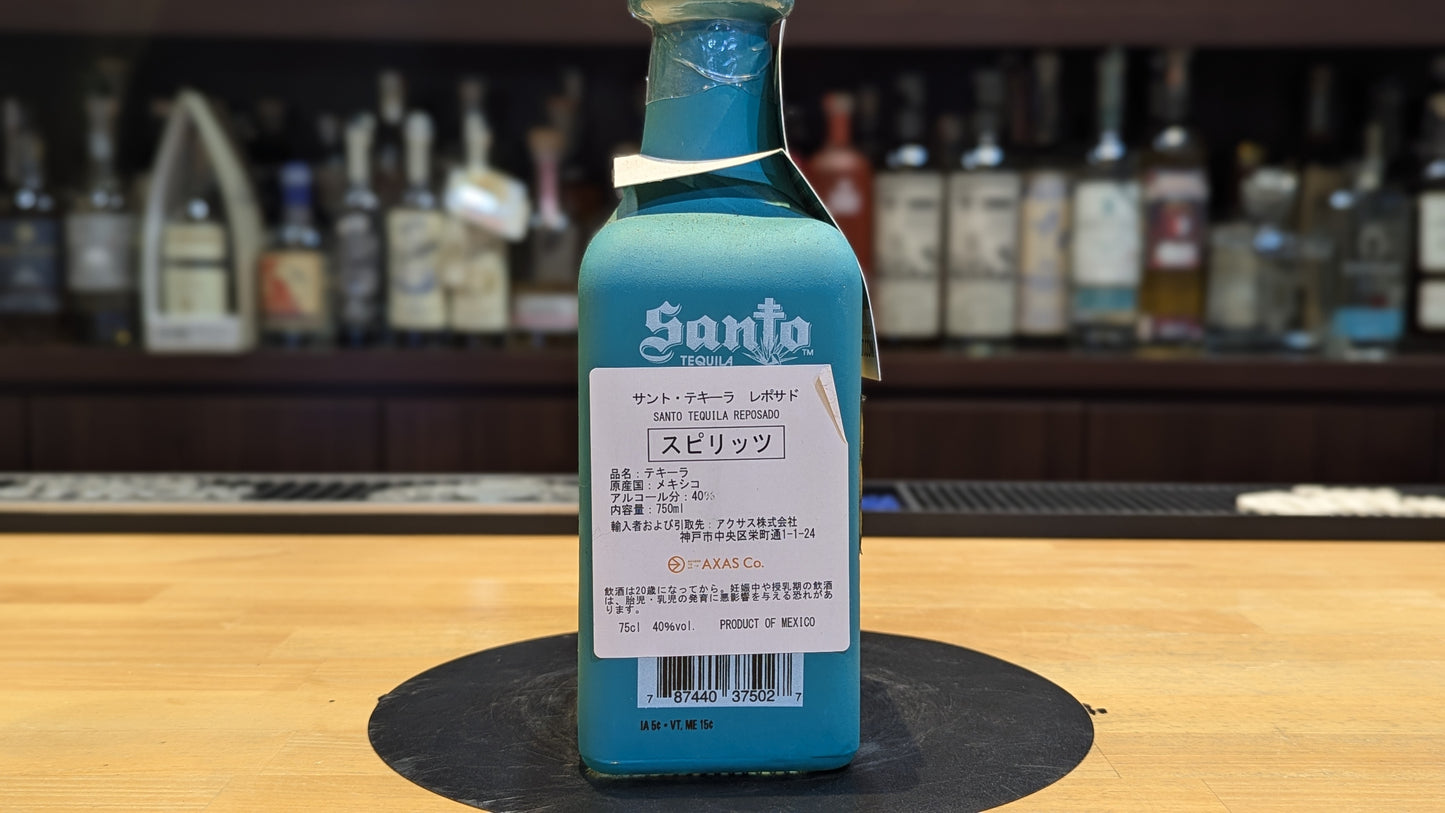 Santo
TEQUILA
TM
サント・テキーラ　レポサド
SANTO TEQUILA REPOSADO
スピリッツ
品名：テキーラ
原産国：メキシコ
アルコール分：40%
内容量：750ml
輸入者および引取先：アクサス株式会社
神戸市中央区栄町通1-1-24
AXAS Co.
飲酒は20歳になってから。妊娠中や授乳期の飲酒
は、胎児・乳児の発育に悪影響を与える恐れがあ
ります。
75cl 40%vol. PRODUCT OF MEXICO
7 87440 37502 7
IA 5¢ • VT, ME 15¢